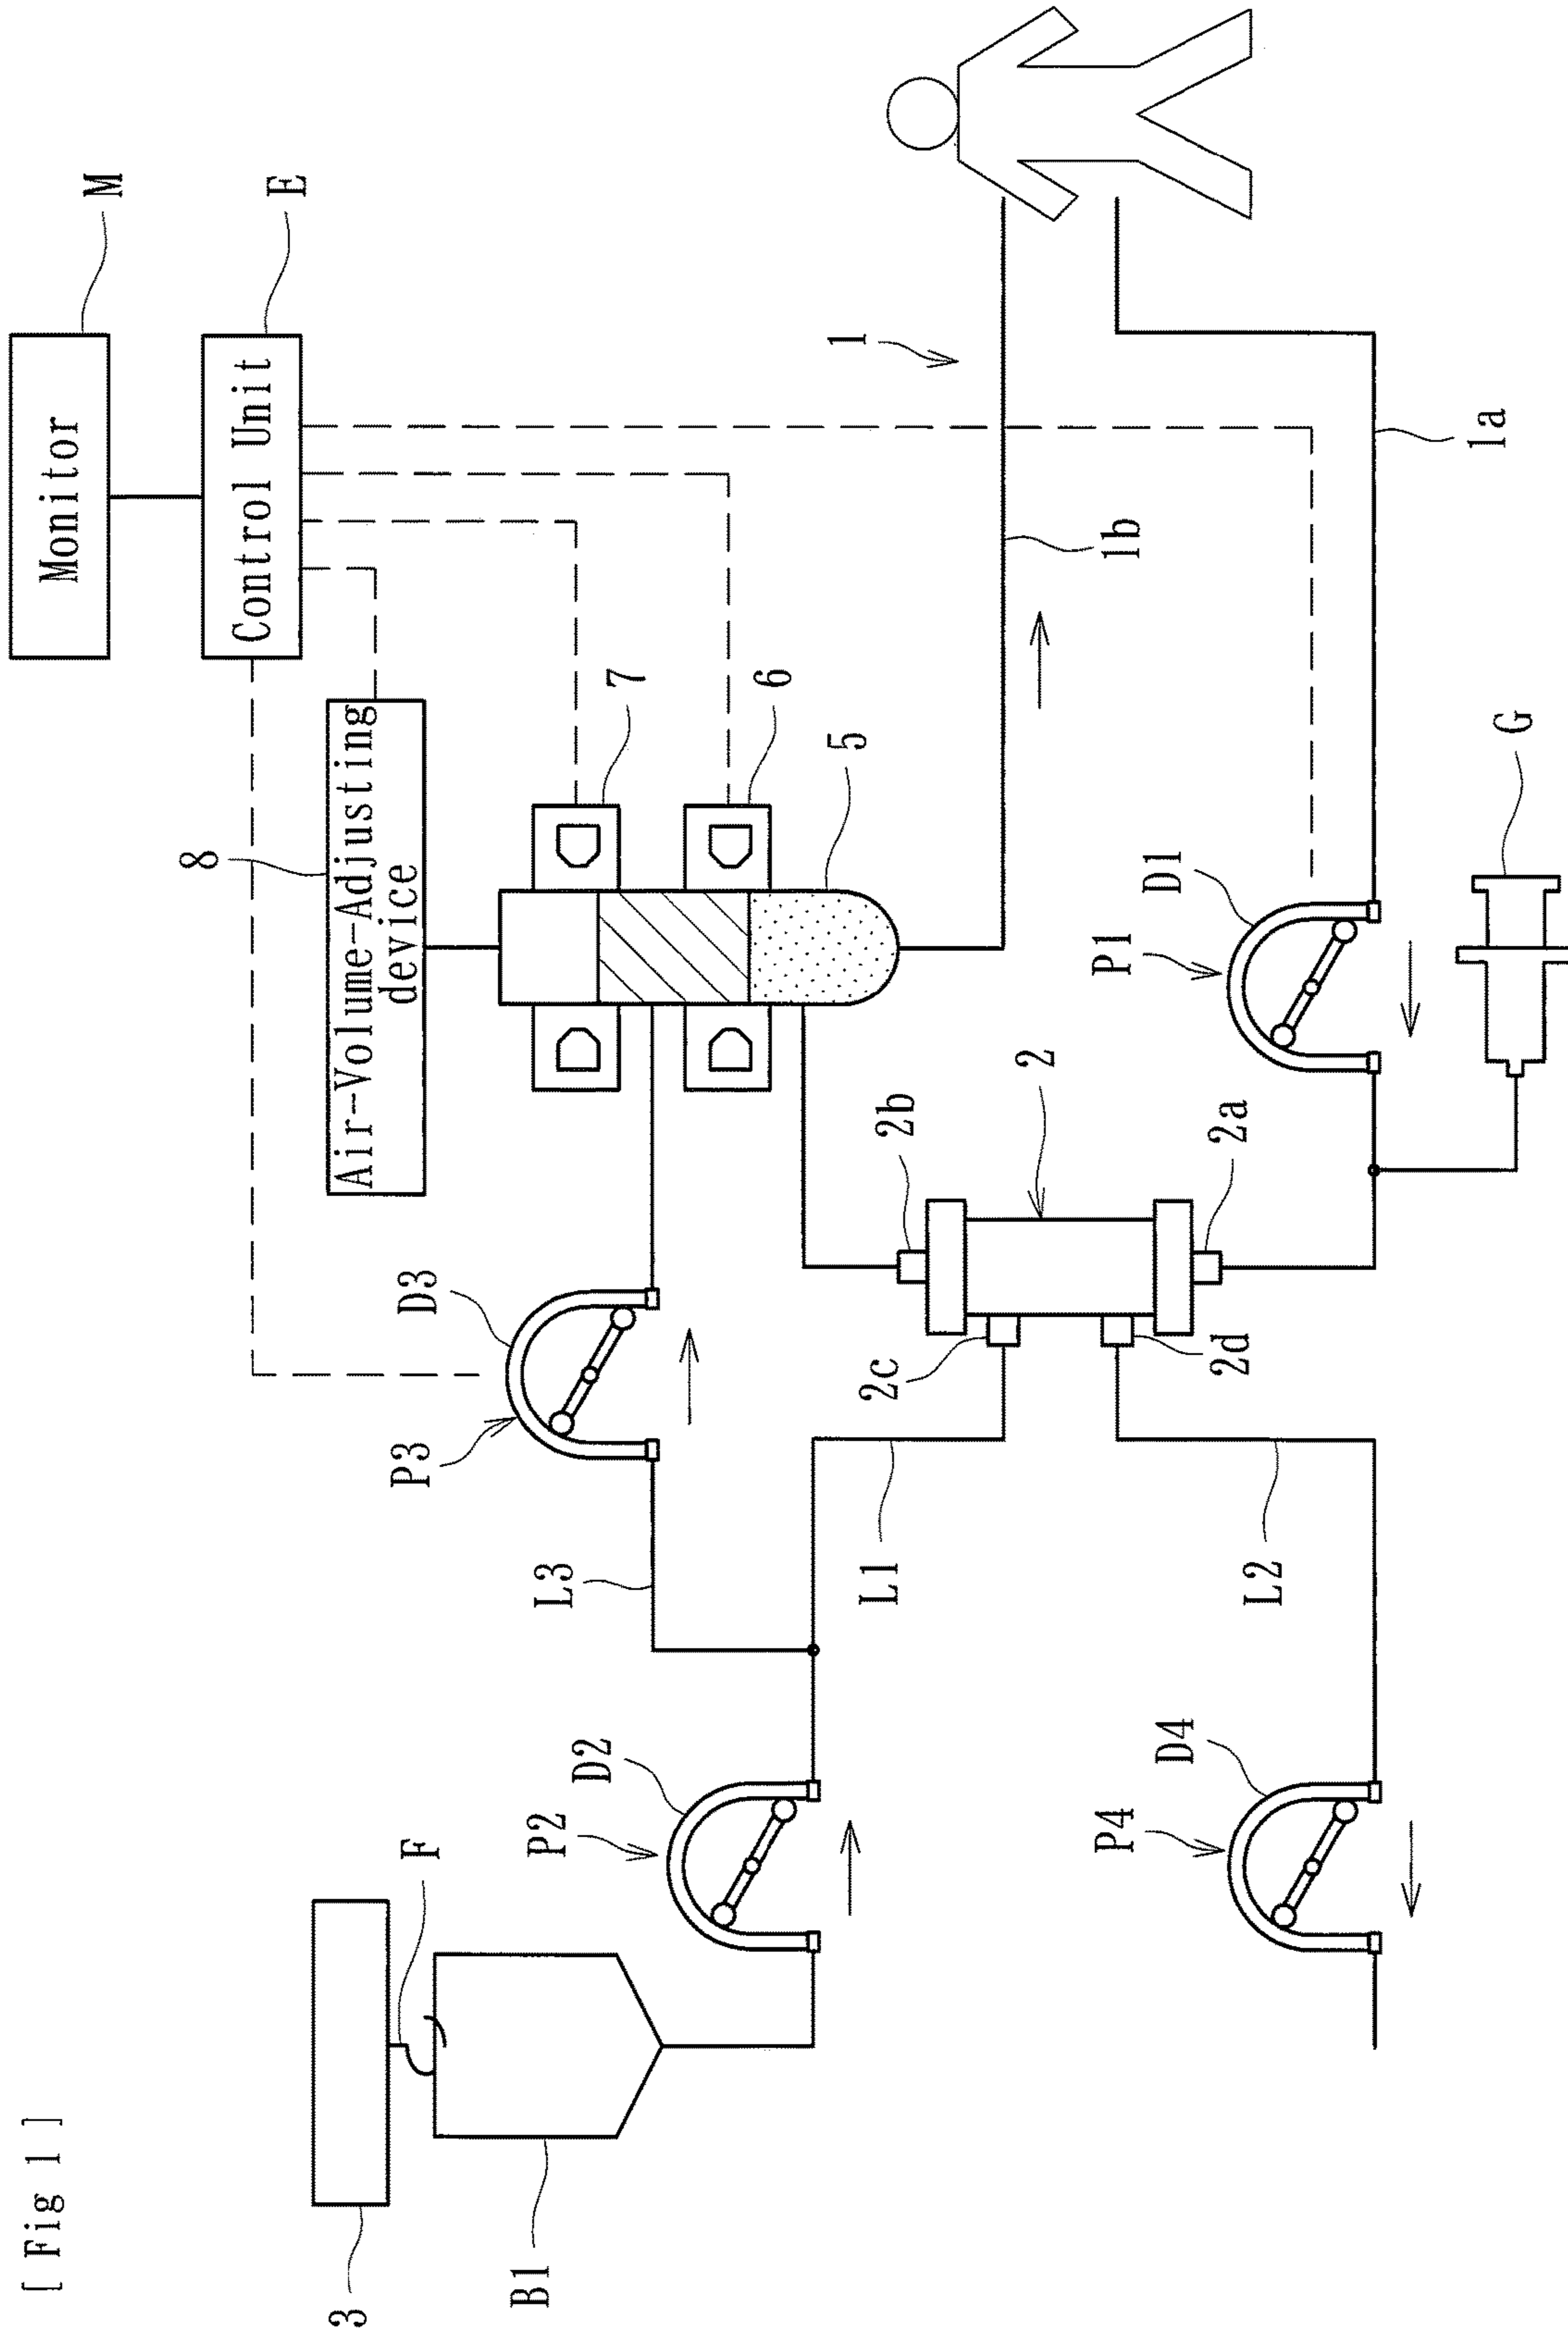 [ Fig 1 ]
Monitor
M
Control Unit
E
8
Air-Volume-Adjusting
device
7
6
5
1
1b
1a
3
F
B1
P3
D3
L3
P2
D2
L1
2b
2
2c
2d
2a
P1
D1
G
L2
P4
D4